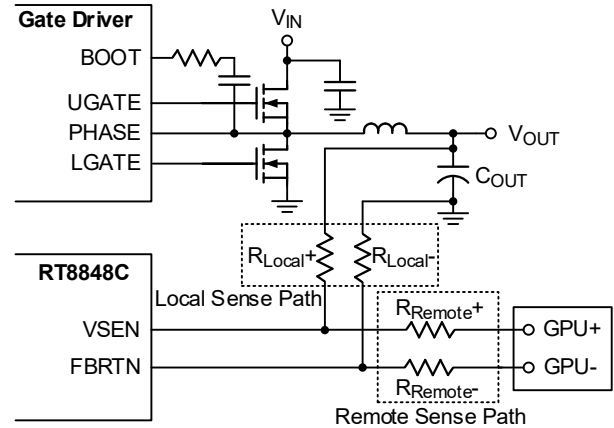 Gate Driver
BOOT
UGATE
PHASE
LGATE
VIN
VOUT
COUT
RLocal+
RLocal-
RT8848C
Local Sense Path
VSEN
FBRTN
RRemote+
RRemote-
GPU+
GPU-
Remote Sense Path